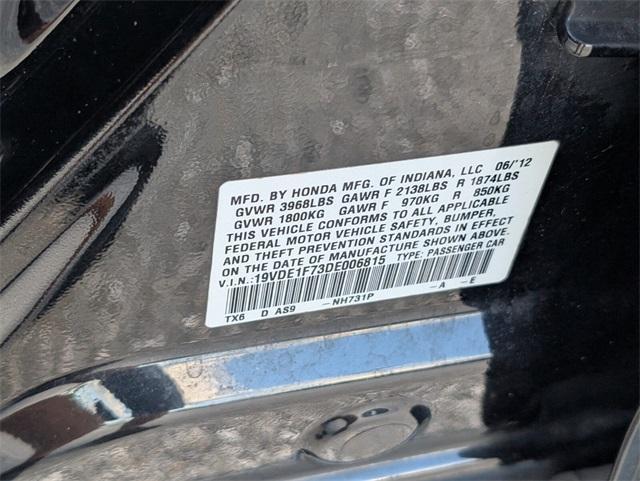 MFD. BY HONDA MFG. OF INDIANA, LLC 06/'12
GVWR 3968LBS GAWR F 2138LBS R 1874LBS
GVWR 1800KG GAWR F 970KG R 850KG
THIS VEHICLE CONFORMS TO ALL APPLICABLE
FEDERAL MOTOR VEHICLE SAFETY, BUMPER,
AND THEFT PREVENTION STANDARDS IN EFFECT
ON THE DATE OF MANUFACTURE SHOWN ABOVE.
V.I.N.: 19VDE1F73DE006815 TYPE: PASSENGER CAR
TX6 D AS9 -NH731P -A -E